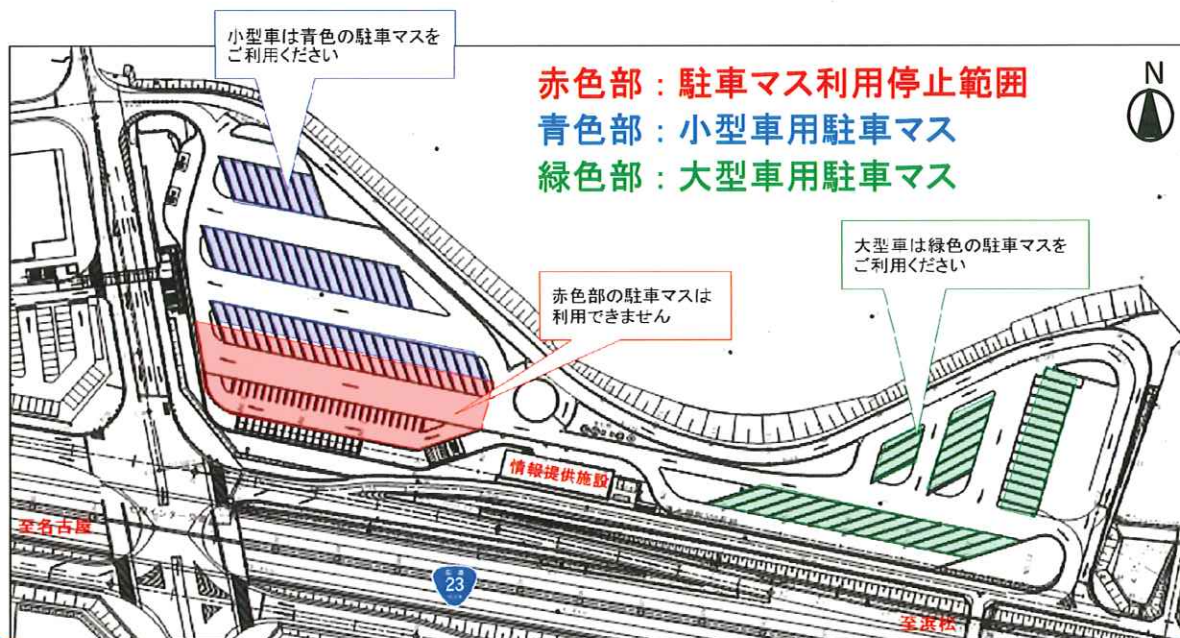 小型車は青色の駐車マスを
ご利用ください
赤色部：駐車マス利用停止範囲
青色部：小型車用駐車マス
緑色部：大型車用駐車マス
N
大型車は緑色の駐車マスを
ご利用ください
赤色部の駐車マスは
利用できません
情報提供施設
至名古屋
23
至浜松